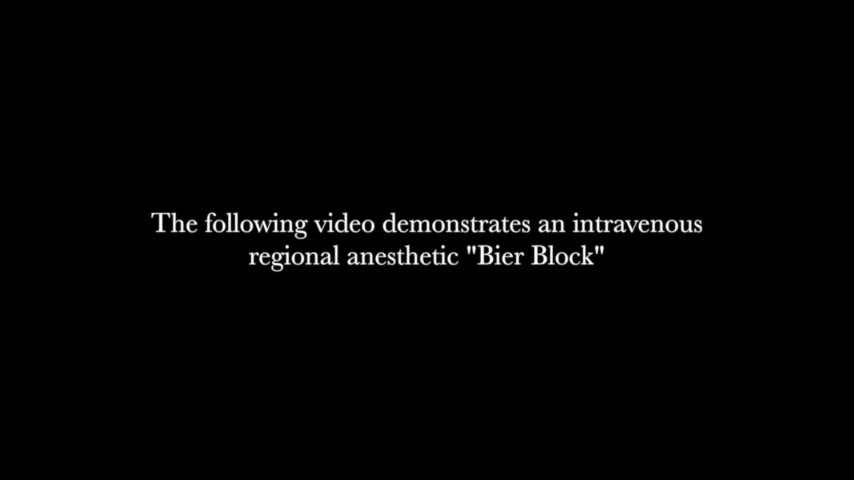 The following video demonstrates an intravenous
regional anesthetic "Bier Block"